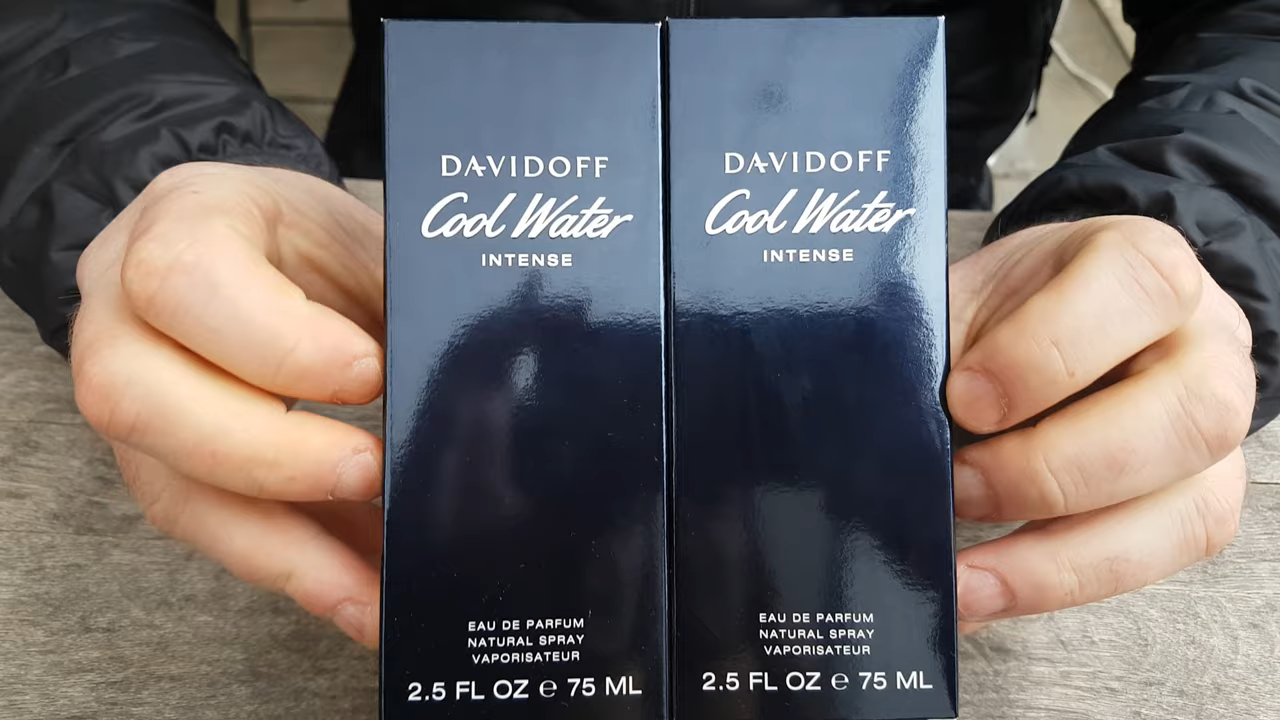 DAVIDOFF
Cool Water
INTENSE
EAU DE PARFUM
NATURAL SPRAY
VAPORISATEUR
2.5 FL OZ e 75 ML
DAVIDOFF
Cool Water
INTENSE
EAU DE PARFUM
NATURAL SPRAY
VAPORISATEUR
2.5 FL OZ e 75 ML